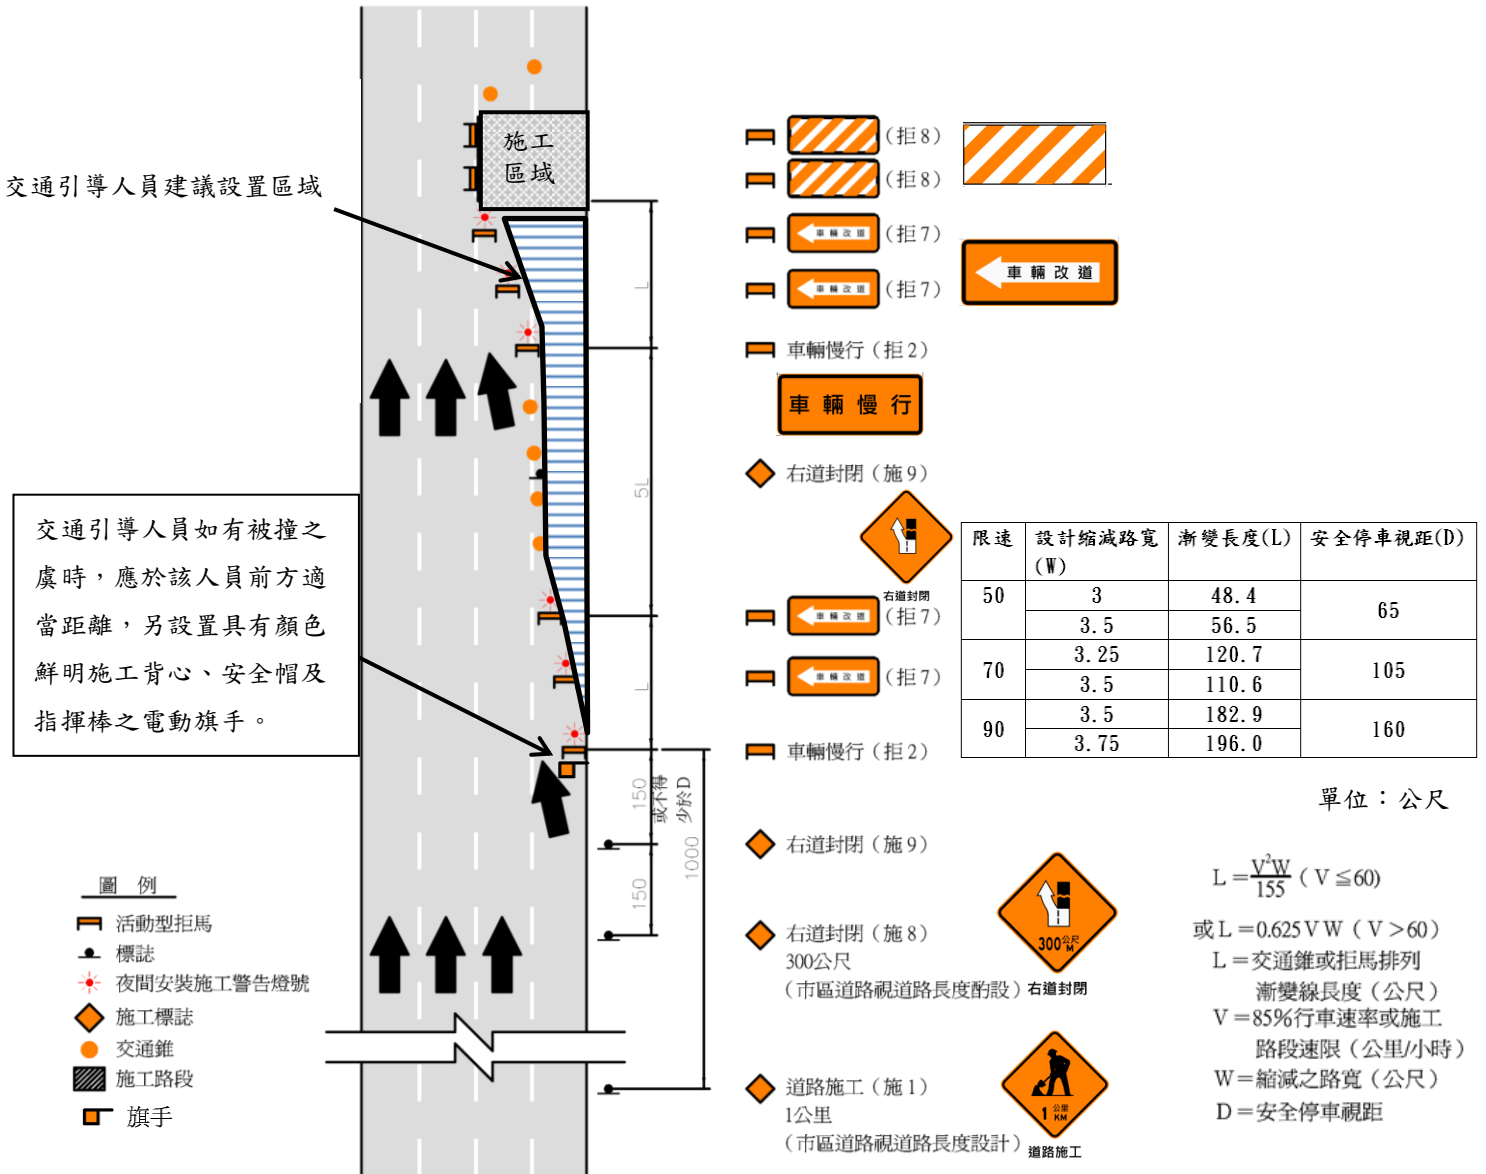 施工
區域
交通引導人員建議設置區域
L
5L
L
150
或不得
少於D
1000
150
交通引導人員如有被撞之
虞時，應於該人員前方適
當距離，另設置具有顏色
鮮明施工背心、安全帽及
指揮棒之電動旗手。
圖 例
活動型拒馬
標誌
夜間安裝施工警告燈號
施工標誌
交通錐
施工路段
旗手
(拒8)
(拒8)
車輛改道 (拒7)
車輛改道
車輛改道 (拒7)
車輛慢行（拒2）
車輛慢行
右道封閉（施9）
右道封閉
車輛改道 (拒7)
車輛改道 (拒7)
車輛慢行（拒2）
右道封閉（施9）
右道封閉（施8）
300公尺
（市區道路視道路長度酌設）
300公尺
M
右道封閉
道路施工（施1）
1公里
（市區道路視道路長度設計）
1 公里
KM
道路施工
限速 設計縮減路寬 漸變長度(L) 安全停車視距(D)
(W)
50 3 48.4 65
3.5 56.5
70 3.25 120.7 105
3.5 110.6
90 3.5 182.9 160
3.75 196.0
單位：公尺
L＝V²W/155（V≦60）
或L＝0.625VW（V＞60）
L＝交通錐或拒馬排列
漸變線長度（公尺）
V＝85%行車速率或施工
路段速限（公里/小時）
W＝縮減之路寬（公尺）
D＝安全停車視距